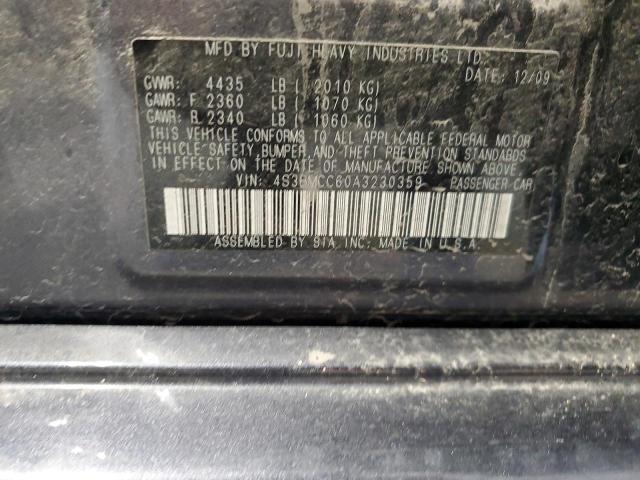 MFD BY FUJI HEAVY INDUSTRIES LTD.
DATE: 12/09
GVWR: 4435 LB ( 2010 KG)
GAWR: F. 2360 LB ( 1070 KG)
GAWR: R. 2340 LB ( 1060 KG)
THIS VEHICLE CONFORMS TO ALL APPLICABLE FEDERAL MOTOR
VEHICLE SAFETY, BUMPER, AND THEFT PREVENTION STANDARDS
IN EFFECT ON THE DATE OF MANUFACTURE SHOWN ABOVE.
VIN: 4S3BMCC60A3230359 PASSENGER CAR
ASSEMBLED BY SIA, INC. MADE IN U.S.A.